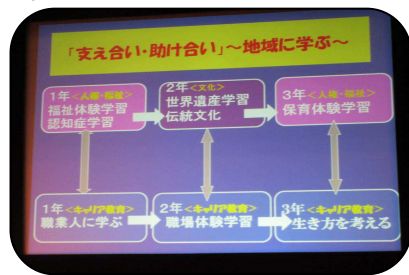 「支え合い・助け合い」～地域に学ぶ～
1年<人権・福祉>
福祉体験学習
認知症学習
2年<文化>
世界遺産学習
伝統文化
3年<人権・福祉>
保育体験学習
1年<キャリア教育>
職業人に学ぶ
2年<キャリア教育>
職場体験学習
3年<キャリア教育>
生き方を考える